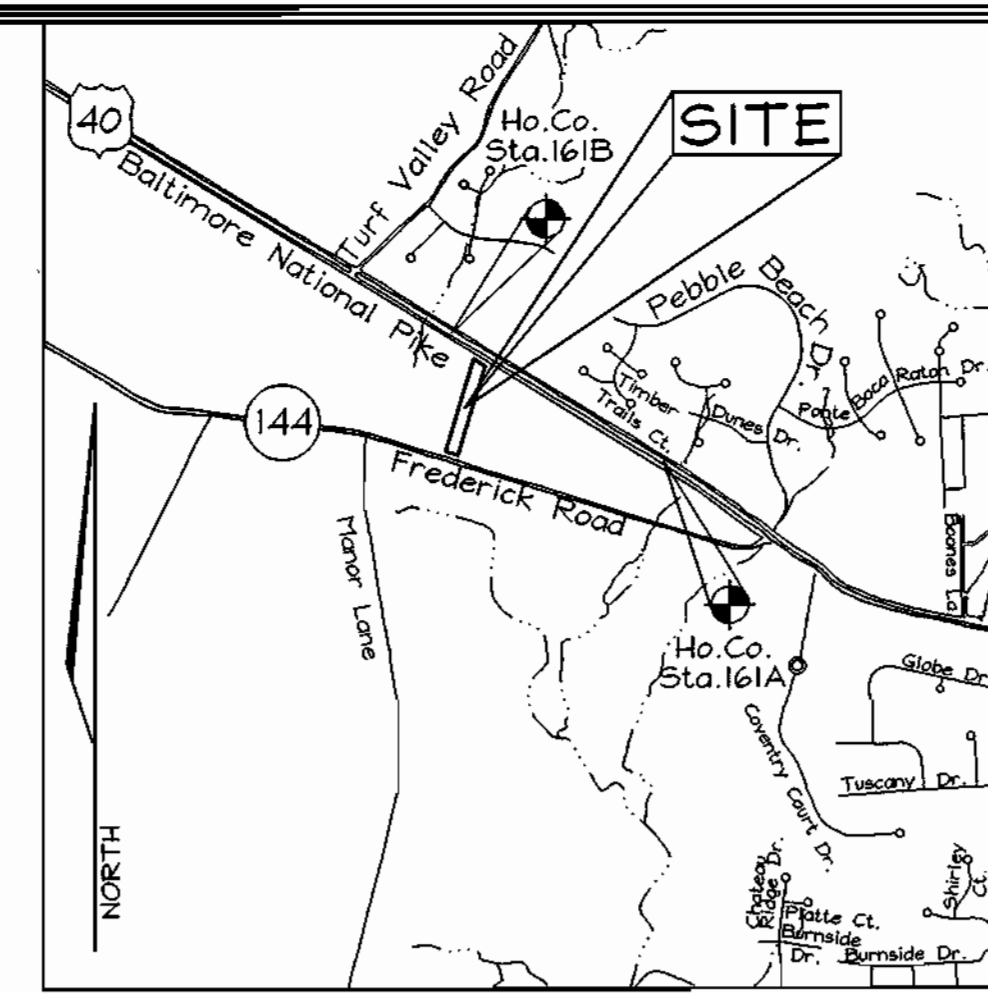 40
Baltimore National Pike
Turf Valley Road
Ho.Co.
Sta.161B
SITE
Pebble Beach Dr.
Ct.
Timber
Trails Ct.
Dunes Dr.
Ponte
Boca Raton Dr.
144
Frederick Road
Manor Lane
Boones La
Ho.Co.
Sta.161A
Globe Dr.
Coventry Court Dr.
Tuscany Dr.
NORTH
Chateau
Ridge Dr.
Platte Ct.
Burnside
Dr.
Burnside Dr.
Shirley
Ct.